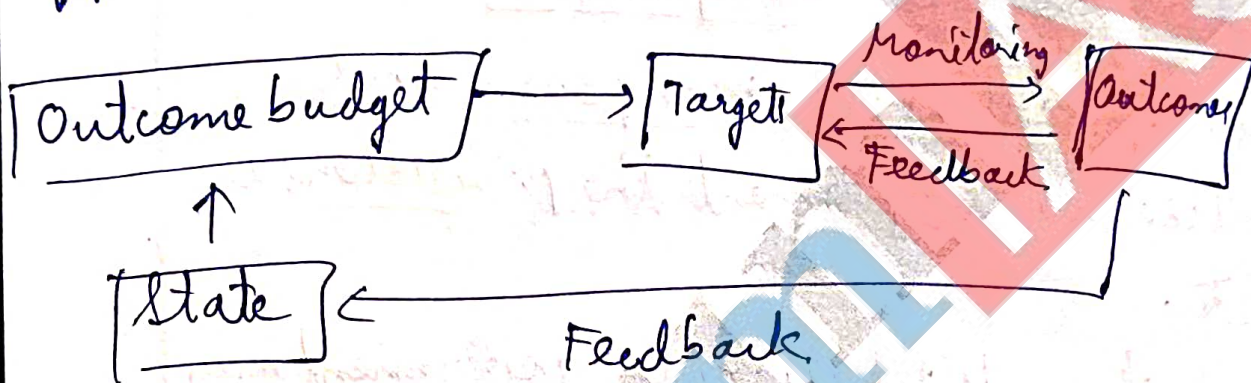 Monitoring
Outcome budget
Targets
Outcomes
Feedback
State
Feedback